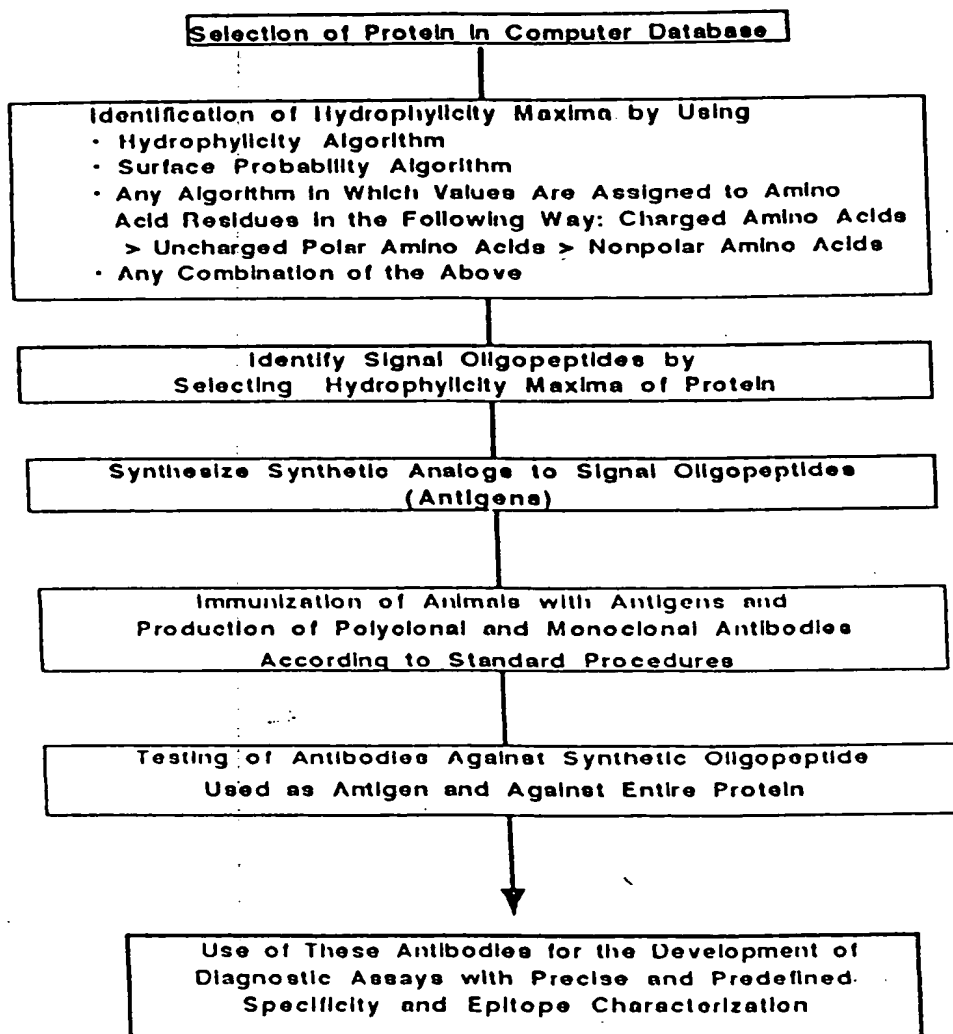 Selection of Protein in Computer Database
Identification of Hydrophylicity Maxima by Using
· Hydrophylicity Algorithm
· Surface Probability Algorithm
· Any Algorithm in Which Values Are Assigned to Amino
Acid Residues in the Following Way: Charged Amino Acids
> Uncharged Polar Amino Acids > Nonpolar Amino Acids
· Any Combination of the Above
Identify Signal Oligopeptides by
Selecting Hydrophylicity Maxima of Protein
Synthesize Synthetic Analogs to Signal Oligopeptides
(Antigens)
Immunization of Animals with Antigens and
Production of Polyclonal and Monoclonal Antibodies
According to Standard Procedures
Testing of Antibodies Against Synthetic Oligopeptide
Used as Antigen and Against Entire Protein
Use of These Antibodies for the Development of
Diagnostic Assays with Precise and Predefined
Specificity and Epitope Characterization